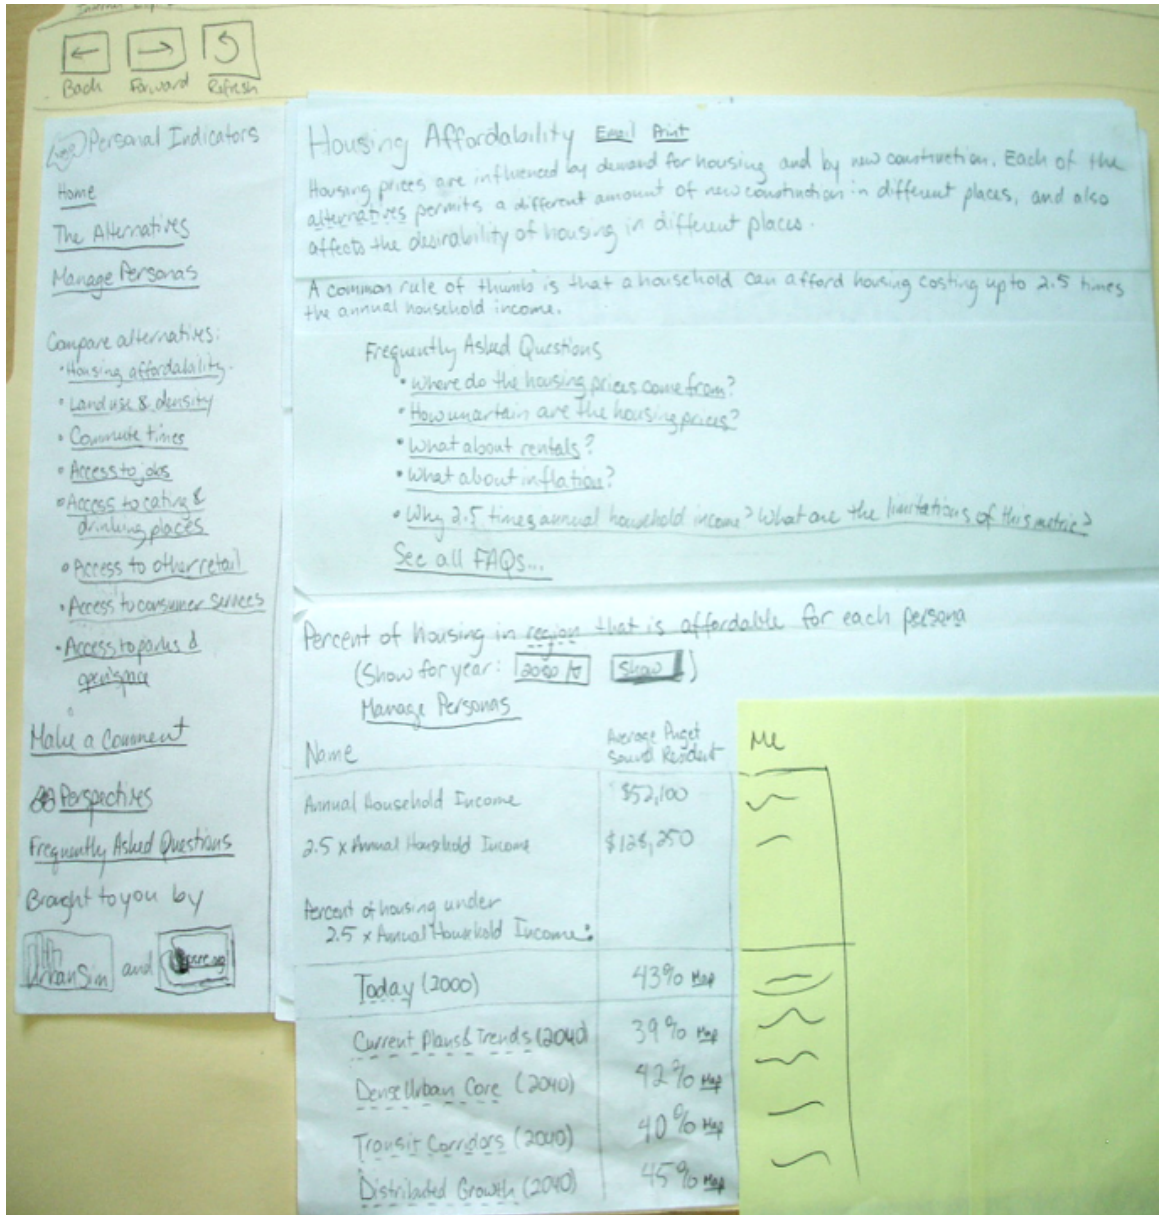 Back Forward Refresh
Personal Indicators
Home
The Alternatives
Manage Personas
Compare alternatives:
• Housing affordability
• Land use & density
• Commute times
• Access to jobs
• Access to eating &
drinking places
• Access to other retail
• Access to consumer services
• Access to parks &
open space
Make a Comment
Perspectives
Frequently Asked Questions
Brought to you by
UrbanSim and
Housing Affordability Email Print
Housing prices are influenced by demand for housing and by new construction. Each of the
alternatives permits a different amount of new construction in different places, and also
affects the desirability of housing in different places.
A common rule of thumb is that a household can afford housing costing up to 2.5 times
the annual household income.
Frequently Asked Questions
• Where do the housing prices come from?
• How uncertain are the housing prices?
• What about rentals?
• What about inflation?
• Why 2.5 times annual household income? What are the limitations of this metric?
See all FAQs...
Percent of housing in region that is affordable for each persona
(Show for year: Show)
Manage Personas
Name Average Puget Me
Sound Resident
Annual Household Income $52,100
2.5 x Annual Household Income $128,250
Percent of housing under
2.5 x Annual Household Income:
Today (2000) 43% Map
Current Plans & Trends (2040) 39% Map
Dense Urban Core (2040) 42% Map
Transit Corridors (2040) 40% Map
Distributed Growth (2040) 45% Map